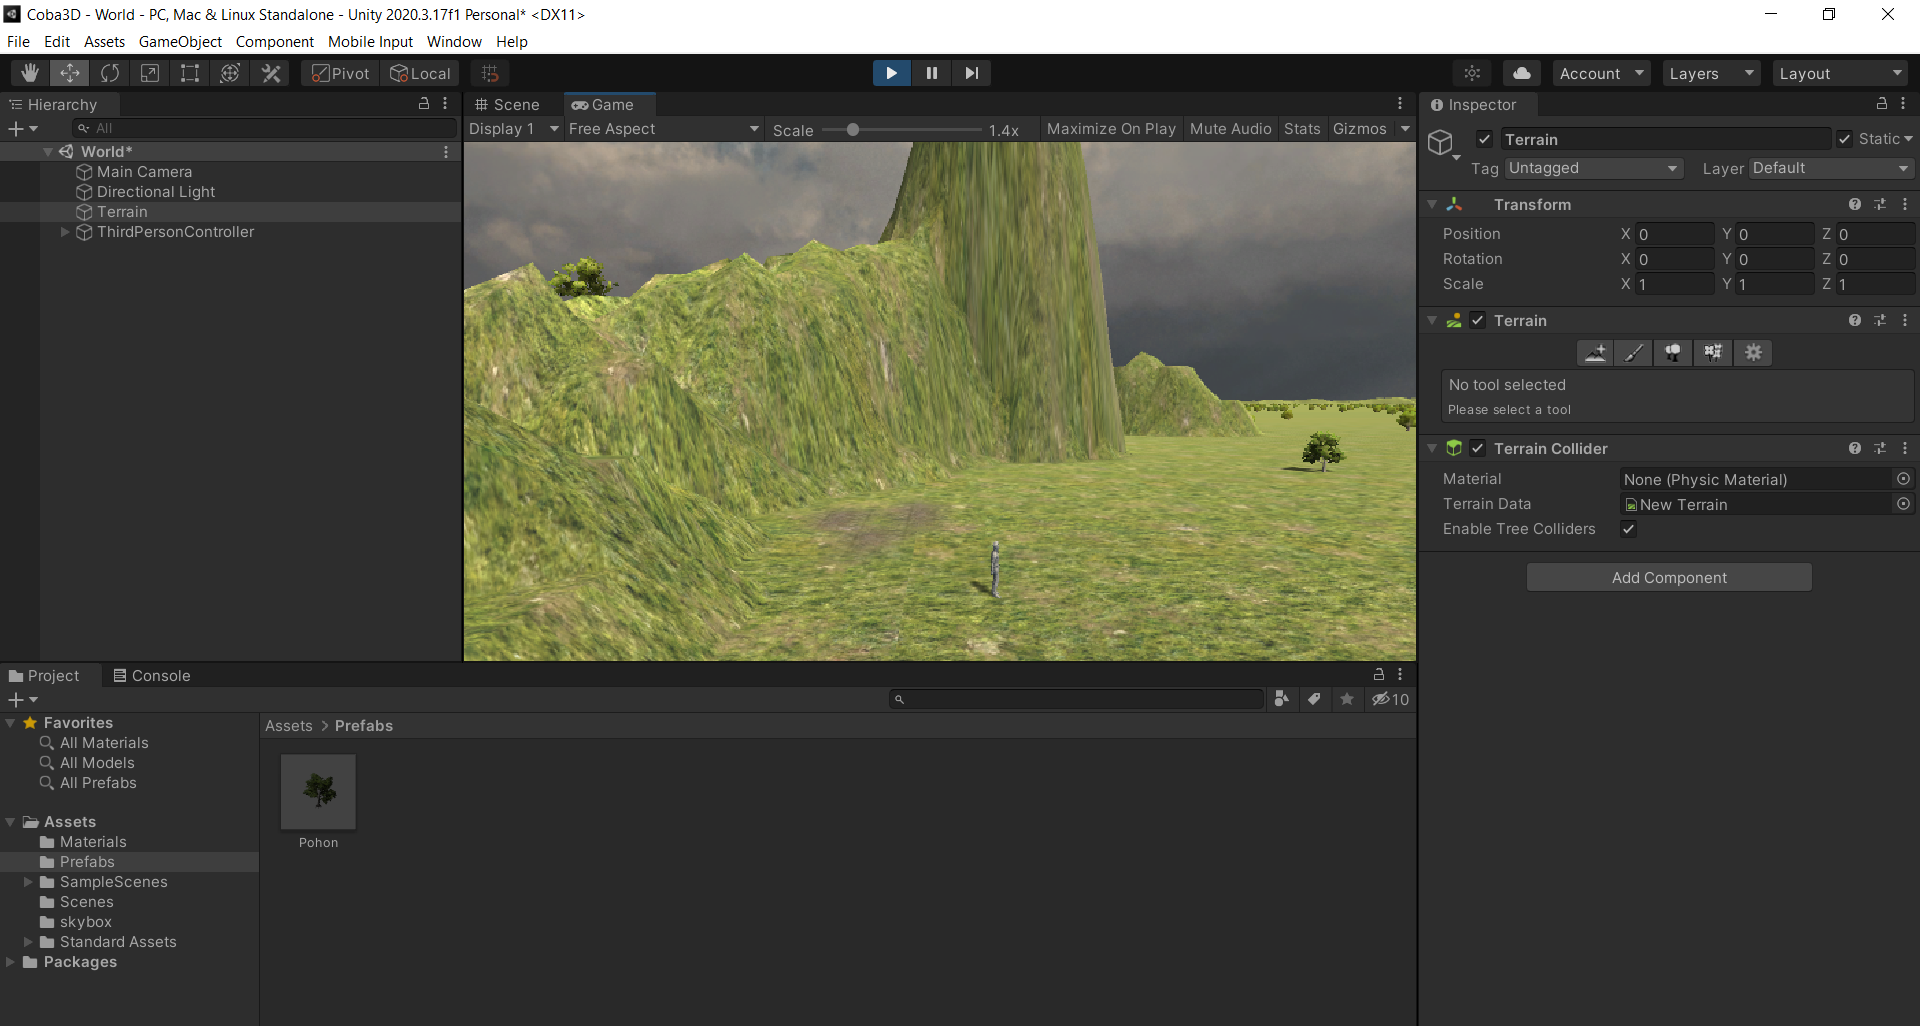 Coba3D - World - PC, Mac & Linux Standalone - Unity 2020.3.17f1 Personal* <DX11>
File Edit Assets GameObject Component Mobile Input Window Help
Pivot Local Account Layers Layout
Hierarchy
All
World*
Main Camera
Directional Light
Terrain
ThirdPersonController
Scene Game
Display 1 Free Aspect Scale 1.4x Maximize On Play Mute Audio Stats Gizmos
Inspector
Terrain Static
Tag Untagged Layer Default
Transform
Position X 0 Y 0 Z 0
Rotation X 0 Y 0 Z 0
Scale X 1 Y 1 Z 1
Terrain
No tool selected
Please select a tool
Terrain Collider
Material None (Physic Material)
Terrain Data New Terrain
Enable Tree Colliders
Add Component
Project Console
10
Favorites
All Materials
All Models
All Prefabs
Assets
Materials
Prefabs
SampleScenes
Scenes
skybox
Standard Assets
Packages
Assets > Prefabs
Pohon